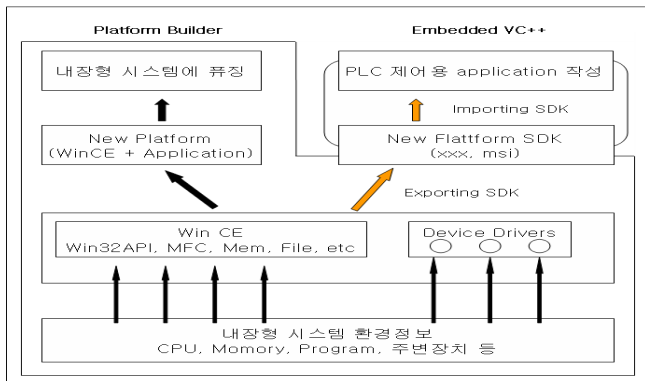 Platform Builder
Embedded VC++
내장형 시스템에 퓨징
PLC 제어용 application 작성
Importing SDK
New Platform
(WinCE + Application)
New Flattform SDK
(xxx, msi)
Exporting SDK
Win CE
Win32API, MFC, Mem, File, etc
Device Drivers
내장형 시스템 환경정보
CPU, Momory, Program, 주변장치 등